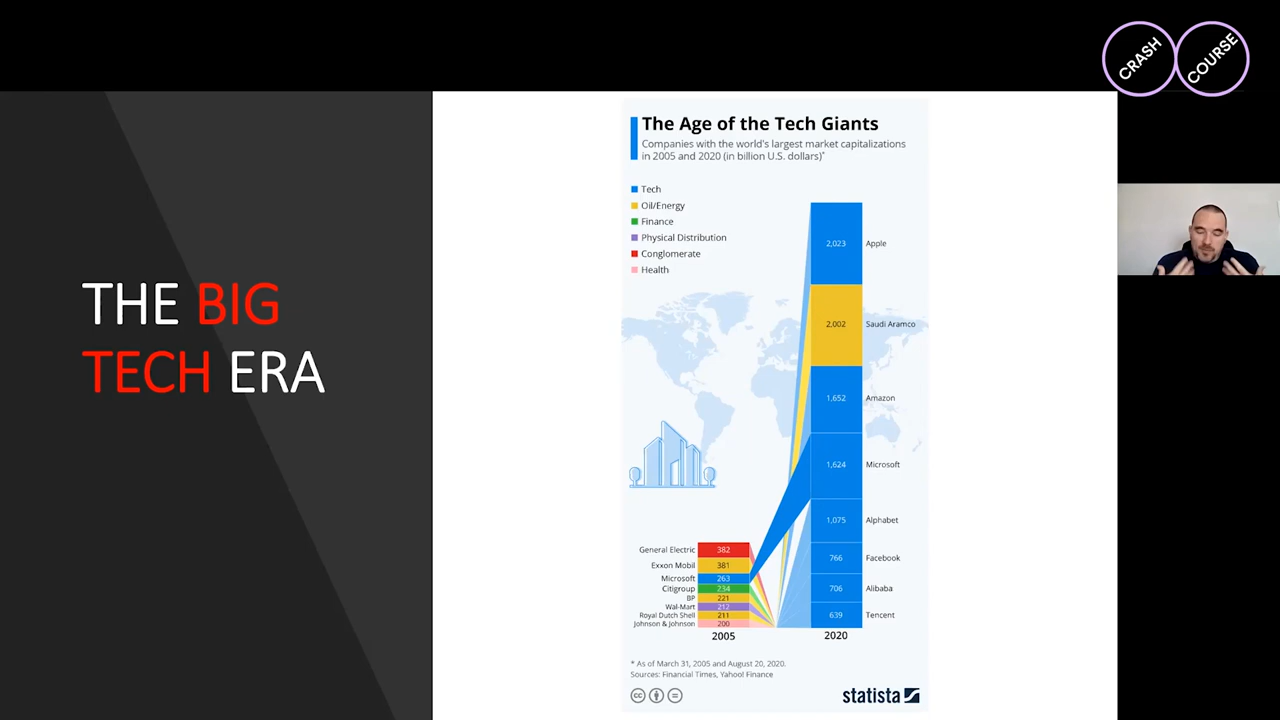 CRASH
COURSE
THE BIG
TECH ERA
The Age of the Tech Giants
Companies with the world's largest market capitalizations
in 2005 and 2020 (in billion U.S. dollars)*
Tech
Oil/Energy
Finance
Physical Distribution
Conglomerate
Health
2,023 Apple
2,002 Saudi Aramco
1,652 Amazon
1,624 Microsoft
1,075 Alphabet
766 Facebook
706 Alibaba
639 Tencent
General Electric 382
Exxon Mobil 381
Microsoft 263
Citigroup 234
BP 221
Wal-Mart 212
Royal Dutch Shell 211
Johnson & Johnson 200
2005
2020
* As of March 31, 2005 and August 20, 2020.
Sources: Financial Times, Yahoo! Finance
cc
statista